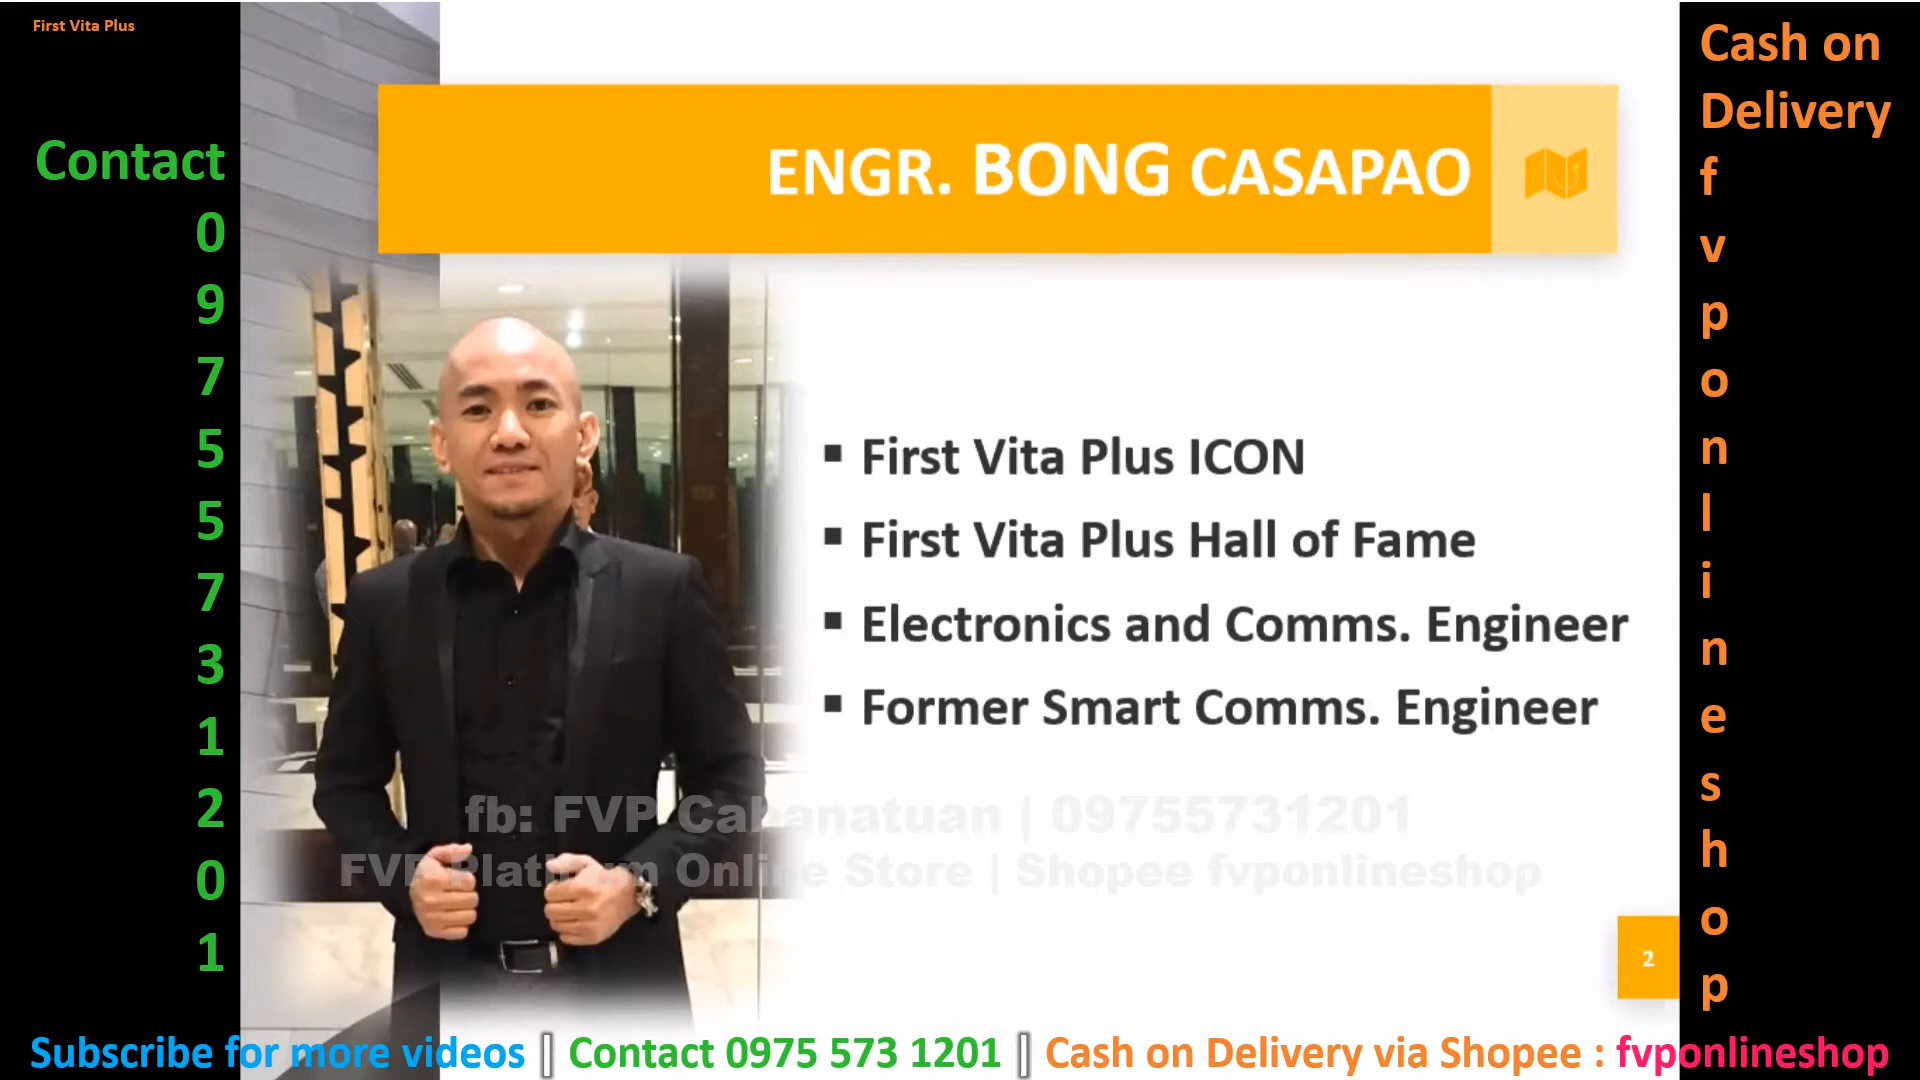 First Vita Plus
Contact
0
9
7
5
5
7
3
1
2
0
1
ENGR. BONG CASAPAO
▪ First Vita Plus ICON
▪ First Vita Plus Hall of Fame
▪ Electronics and Comms. Engineer
▪ Former Smart Comms. Engineer
fb: FVP Cabanatuan | 09755731201
FVP Platinum Online Store | Shopee fvponlineshop
2
Cash on
Delivery
f
v
p
o
n
l
i
n
e
s
h
o
p
Subscribe for more videos | Contact 0975 573 1201 | Cash on Delivery via Shopee : fvponlineshop